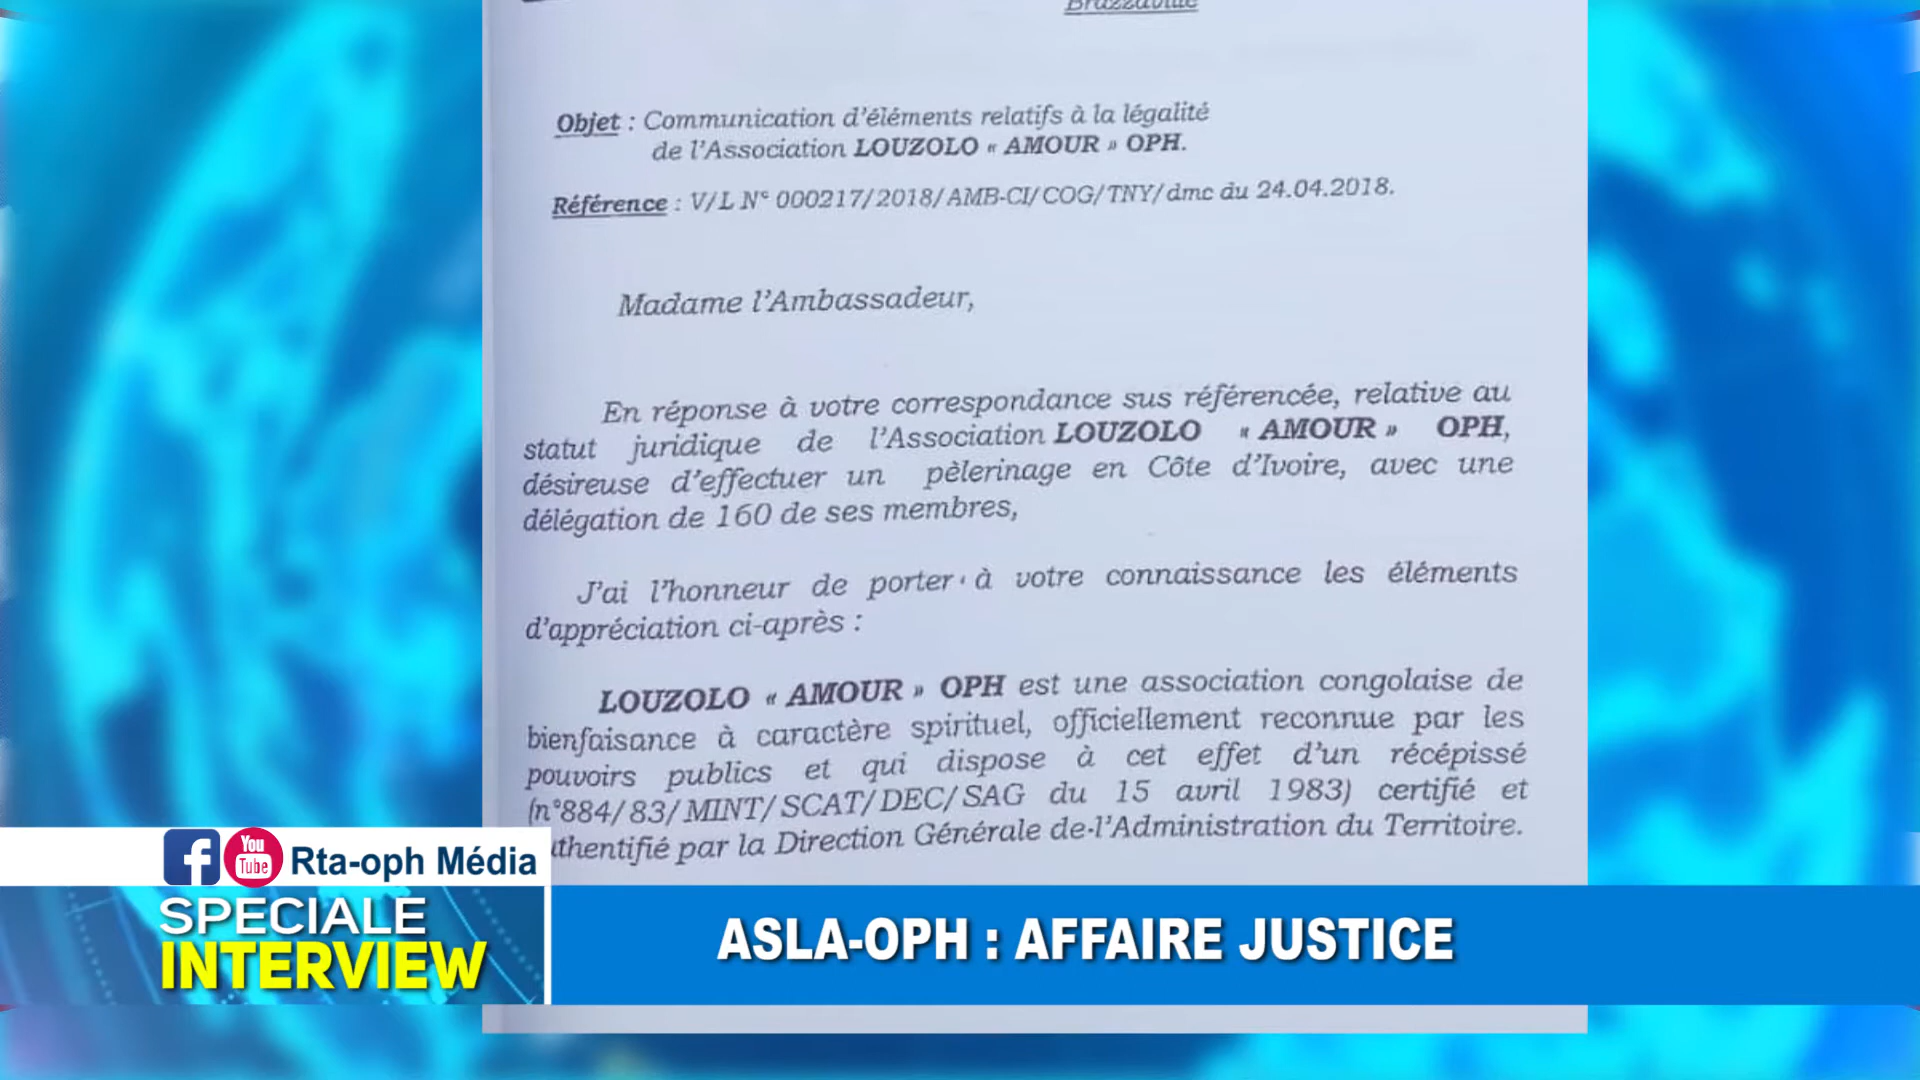 Brazzaville
Objet : Communication d'éléments relatifs à la légalité
de l'Association LOUZOLO « AMOUR » OPH.
Référence : V/L N° 000217/2018/AMB-CI/COG/TNY/dmc du 24.04.2018.
Madame l'Ambassadeur,
En réponse à votre correspondance sus référencée, relative au
statut juridique de l'Association LOUZOLO « AMOUR » OPH,
désireuse d'effectuer un pèlerinage en Côte d'Ivoire, avec une
délégation de 160 de ses membres,
J'ai l'honneur de porter à votre connaissance les éléments
d'appréciation ci-après :
LOUZOLO « AMOUR » OPH est une association congolaise de
bienfaisance à caractère spirituel, officiellement reconnue par les
pouvoirs publics et qui dispose à cet effet d'un récépissé
(n°884/83/MINT/SCAT/DEC/SAG du 15 avril 1983) certifié et
uthentifié par la Direction Générale de l'Administration du Territoire.
f You Tube Rta-oph Média
SPECIALE
INTERVIEW
ASLA-OPH : AFFAIRE JUSTICE